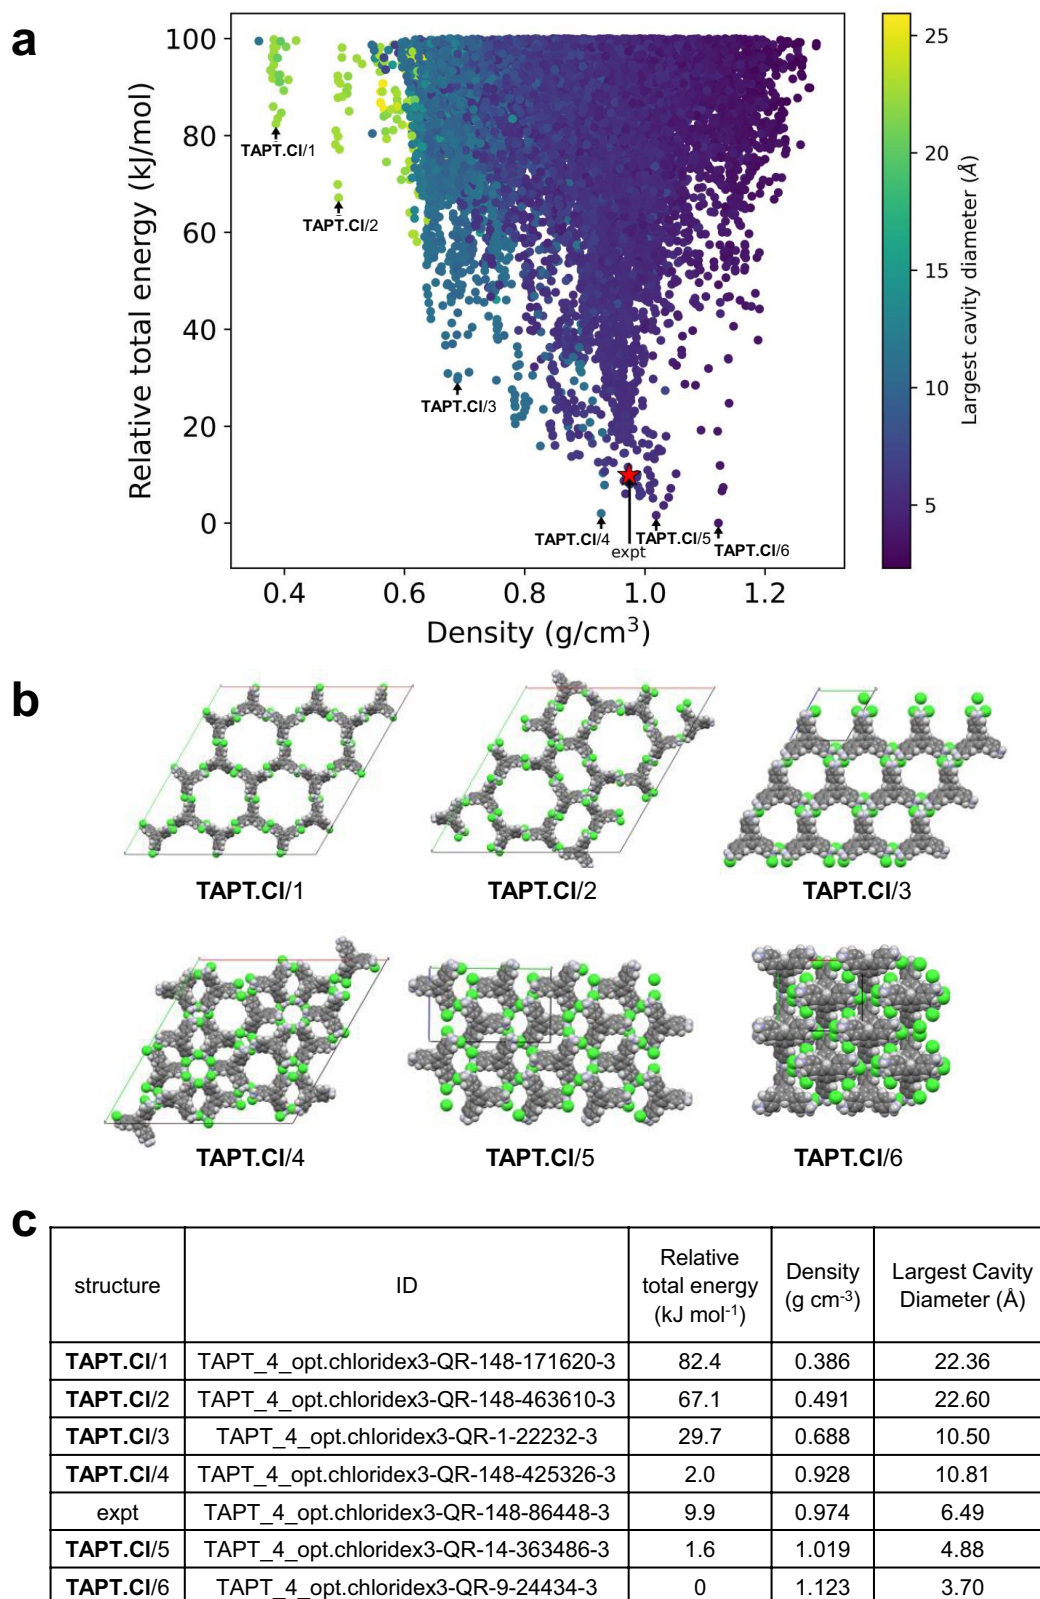 a
100
80
60
40
20
0
Relative total energy (kJ/mol)
0.4 0.6 0.8 1.0 1.2
Density (g/cm³)
TAPT.Cl/1
TAPT.Cl/2
TAPT.Cl/3
TAPT.Cl/4
expt
TAPT.Cl/5
TAPT.Cl/6
25
20
15
10
5
Largest cavity diameter (Å)
b
TAPT.Cl/1 TAPT.Cl/2 TAPT.Cl/3
TAPT.Cl/4 TAPT.Cl/5 TAPT.Cl/6
c
structure ID Relative total energy (kJ mol⁻¹) Density (g cm⁻³) Largest Cavity Diameter (Å)
TAPT.Cl/1 TAPT_4_opt.chloridex3-QR-148-171620-3 82.4 0.386 22.36
TAPT.Cl/2 TAPT_4_opt.chloridex3-QR-148-463610-3 67.1 0.491 22.60
TAPT.Cl/3 TAPT_4_opt.chloridex3-QR-1-22232-3 29.7 0.688 10.50
TAPT.Cl/4 TAPT_4_opt.chloridex3-QR-148-425326-3 2.0 0.928 10.81
expt TAPT_4_opt.chloridex3-QR-148-86448-3 9.9 0.974 6.49
TAPT.Cl/5 TAPT_4_opt.chloridex3-QR-14-363486-3 1.6 1.019 4.88
TAPT.Cl/6 TAPT_4_opt.chloridex3-QR-9-24434-3 0 1.123 3.70